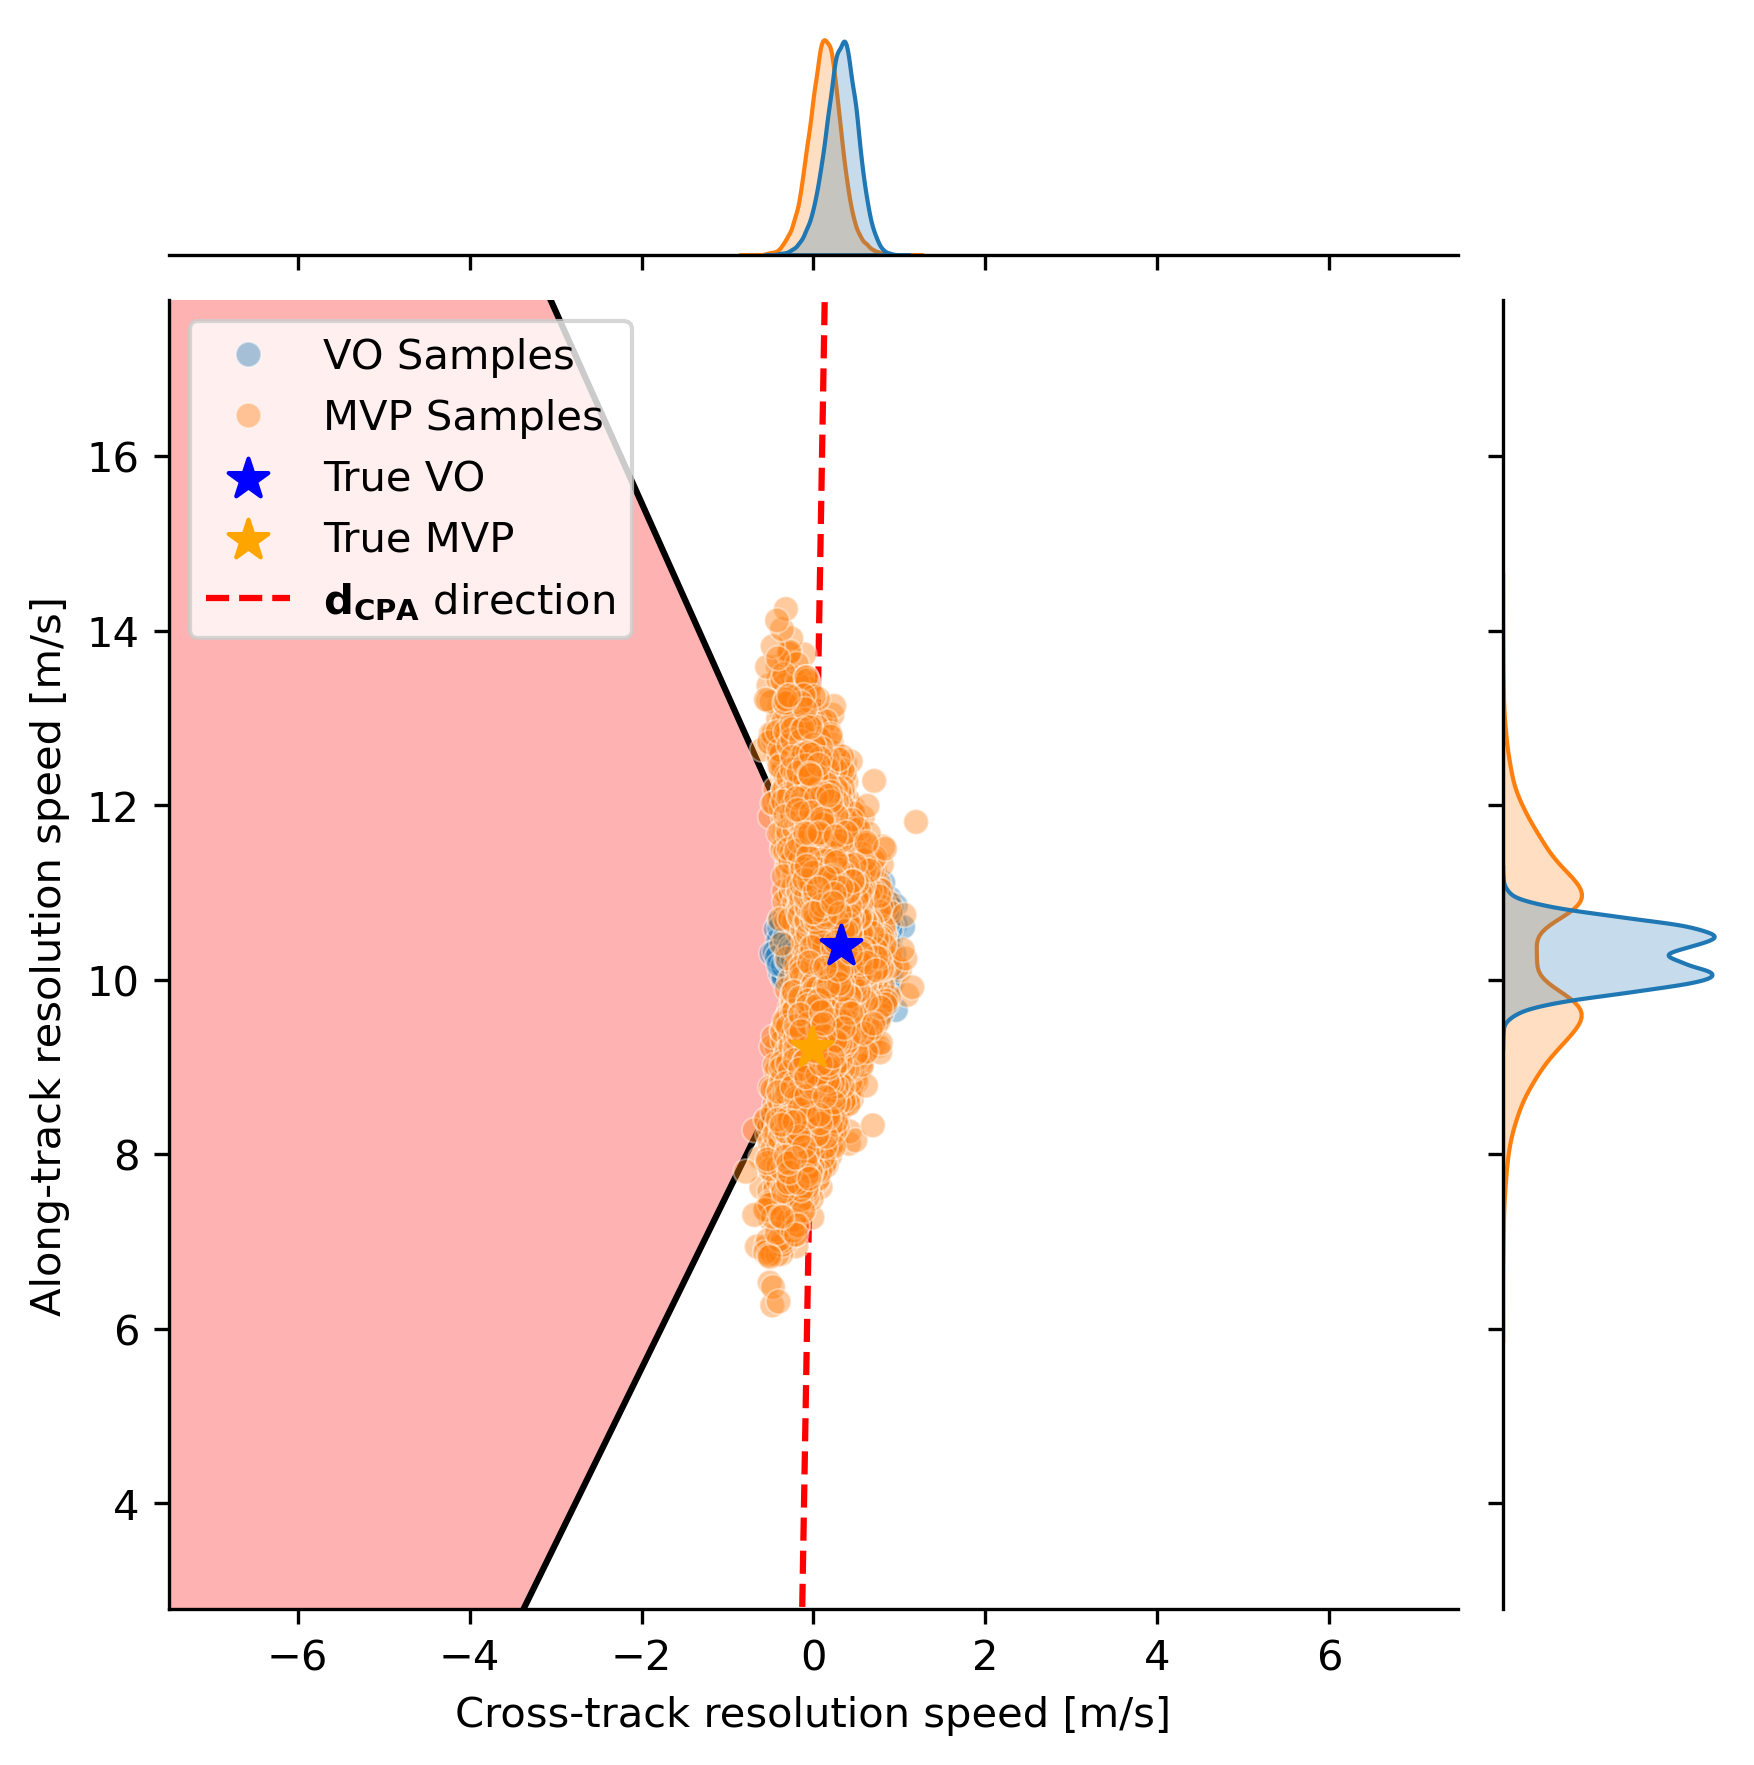 VO Samples
MVP Samples
True VO
True MVP
d_CPA direction
Along-track resolution speed [m/s]
16
14
12
10
8
6
4
−6 −4 −2 0 2 4 6
Cross-track resolution speed [m/s]